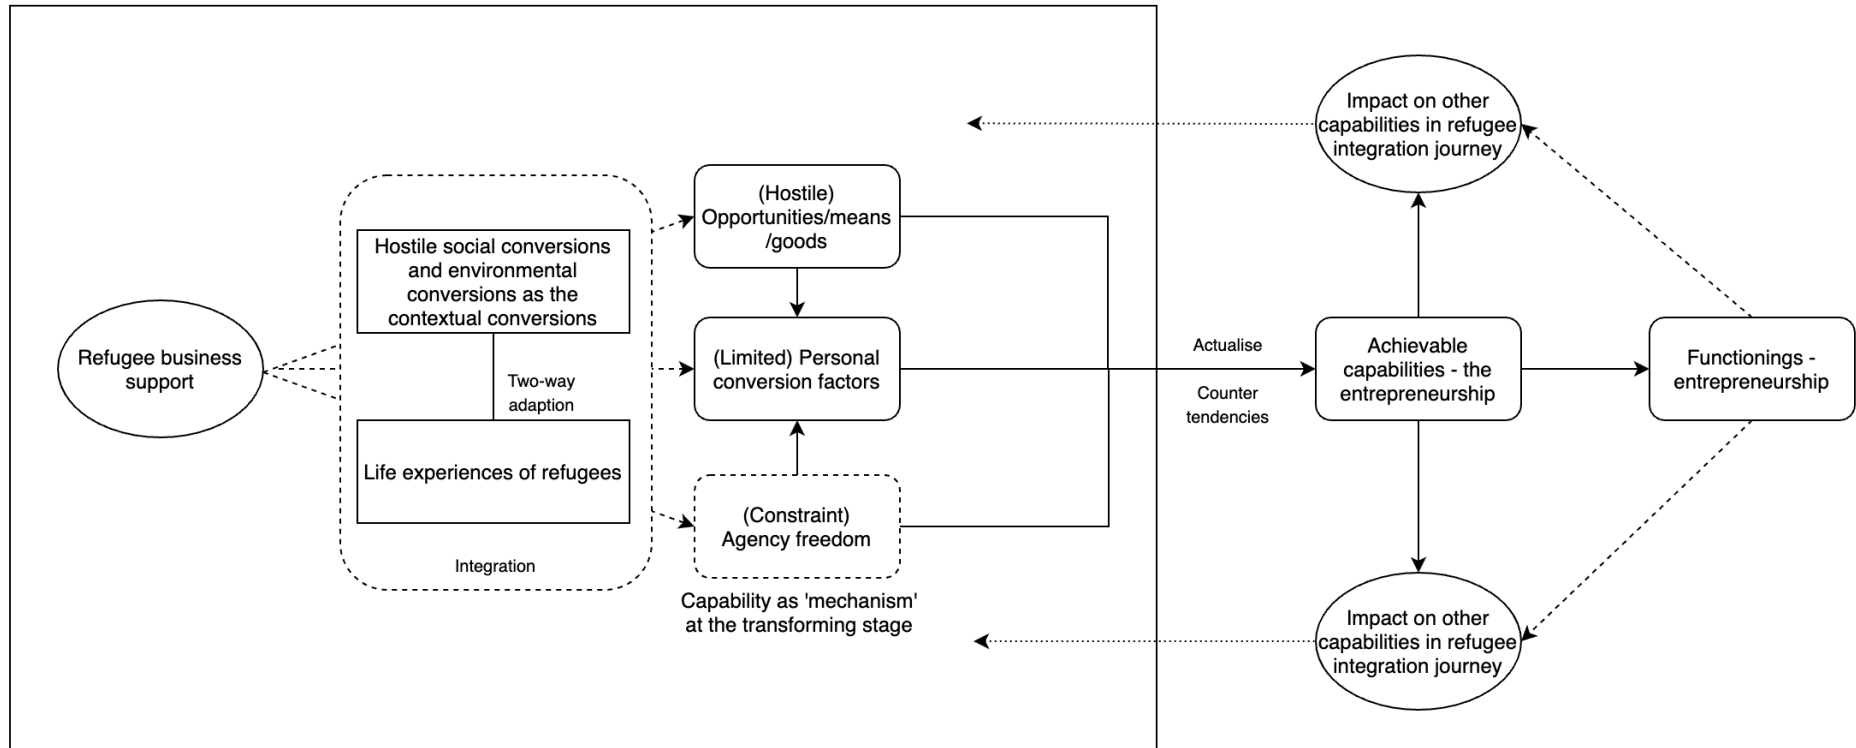 Refugee business
support
Hostile social conversions
and environmental
conversions as the
contextual conversions
Two-way
adaption
Life experiences of refugees
Integration
(Hostile)
Opportunities/means
/goods
(Limited) Personal
conversion factors
(Constraint)
Agency freedom
Capability as 'mechanism'
at the transforming stage
Actualise
Counter
tendencies
Impact on other
capabilities in refugee
integration journey
Achievable
capabilities - the
entrepreneurship
Functionings -
entrepreneurship
Impact on other
capabilities in refugee
integration journey